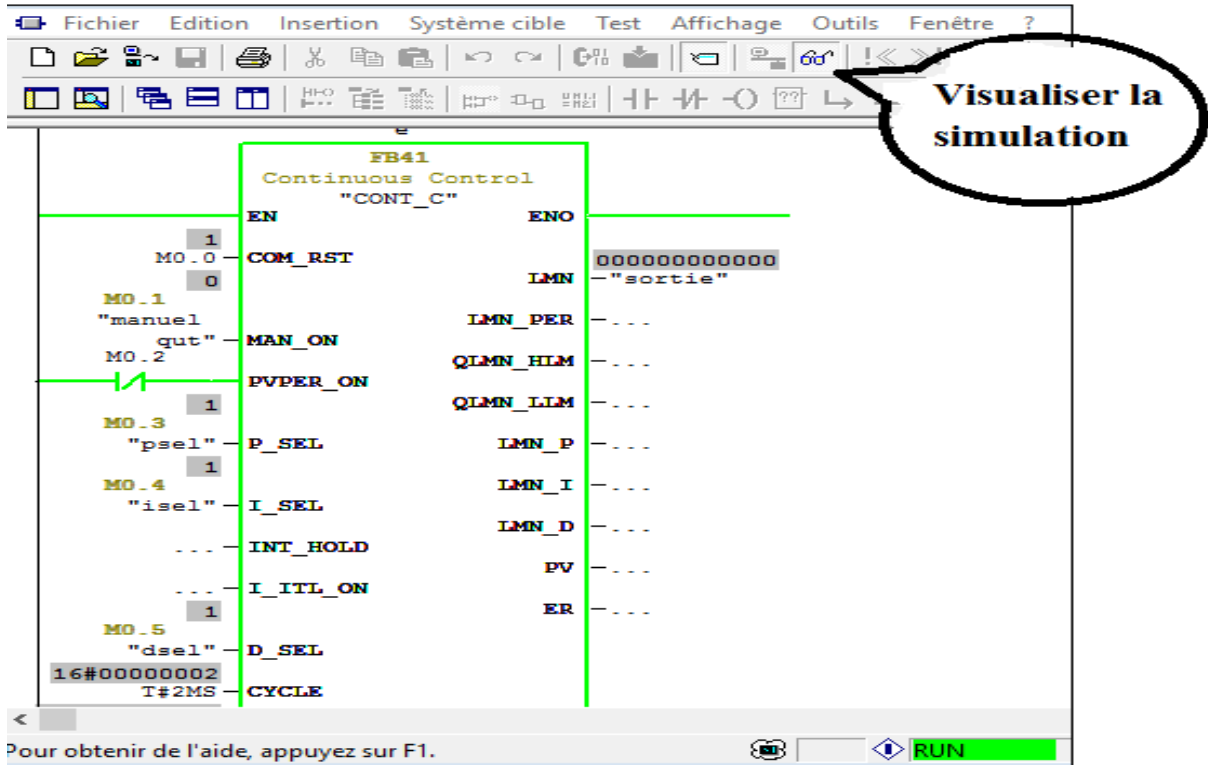 Fichier Edition Insertion Système cible Test Affichage Outils Fenêtre ?
Visualiser la
simulation
FB41
Continuous Control
"CONT_C"
EN ENO
1
M0.0 COM_RST
000000000000
0
LMN "sortie"
M0.1
"manuel
qut" MAN_ON
LMN_PER ...
M0.2
PVPER_ON
QLMN_HLM ...
1
QLMN_LLM ...
M0.3
"psel" P_SEL
LMN_P ...
1
M0.4
LMN_I ...
"isel" I_SEL
LMN_D ...
... INT_HOLD
PV ...
... I_ITL_ON
1
ER ...
M0.5
"dsel" D_SEL
16#00000002
T#2MS CYCLE
Pour obtenir de l'aide, appuyez sur F1.
RUN